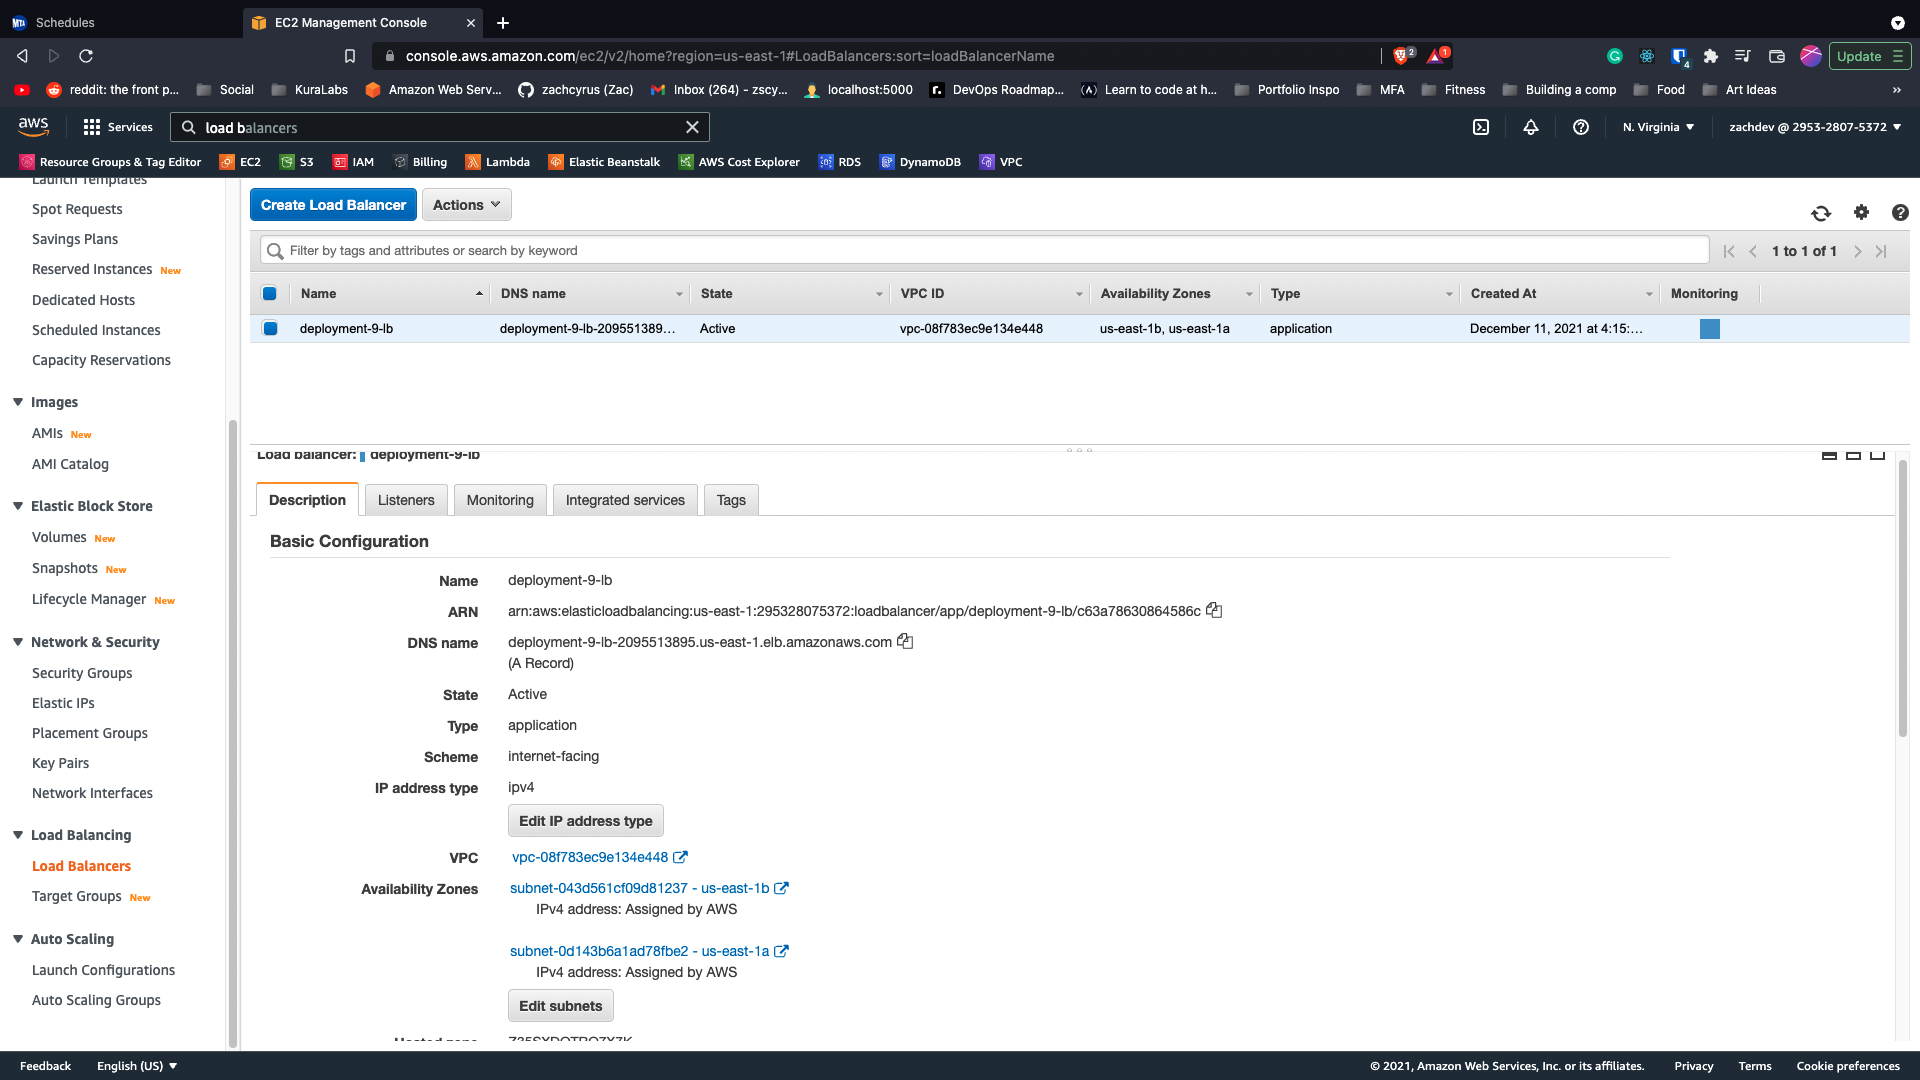 Schedules
EC2 Management Console
console.aws.amazon.com/ec2/v2/home?region=us-east-1#LoadBalancers:sort=loadBalancerName
2
1
4
Update
reddit: the front p...
Social
KuraLabs
Amazon Web Serv...
zachcyrus (Zac)
Inbox (264) - zscy...
localhost:5000
DevOps Roadmap...
Learn to code at h...
Portfolio Inspo
MFA
Fitness
Building a comp
Food
Art Ideas
»
aws
Services
load balancers
N. Virginia
zachdev @ 2953-2807-5372
Resource Groups & Tag Editor
EC2
S3
IAM
Billing
Lambda
Elastic Beanstalk
AWS Cost Explorer
RDS
DynamoDB
VPC
Launch Templates
Spot Requests
Savings Plans
Reserved Instances New
Dedicated Hosts
Scheduled Instances
Capacity Reservations
Images
AMIs New
AMI Catalog
Elastic Block Store
Volumes New
Snapshots New
Lifecycle Manager New
Network & Security
Security Groups
Elastic IPs
Placement Groups
Key Pairs
Network Interfaces
Load Balancing
Load Balancers
Target Groups New
Auto Scaling
Launch Configurations
Auto Scaling Groups
Create Load Balancer
Actions
Filter by tags and attributes or search by keyword
1 to 1 of 1
Name DNS name State VPC ID Availability Zones Type Created At Monitoring
deployment-9-lb deployment-9-lb-209551389... Active vpc-08f783ec9e134e448 us-east-1b, us-east-1a application December 11, 2021 at 4:15:...
Load balancer: deployment-9-lb
Description
Listeners
Monitoring
Integrated services
Tags
Basic Configuration
Name deployment-9-lb
ARN arn:aws:elasticloadbalancing:us-east-1:295328075372:loadbalancer/app/deployment-9-lb/c63a78630864586c
DNS name deployment-9-lb-2095513895.us-east-1.elb.amazonaws.com
(A Record)
State Active
Type application
Scheme internet-facing
IP address type ipv4
Edit IP address type
VPC vpc-08f783ec9e134e448
Availability Zones subnet-043d561cf09d81237 - us-east-1b
IPv4 address: Assigned by AWS
subnet-0d143b6a1ad78fbe2 - us-east-1a
IPv4 address: Assigned by AWS
Edit subnets
Hosted zone
Feedback
English (US)
© 2021, Amazon Web Services, Inc. or its affiliates.
Privacy
Terms
Cookie preferences